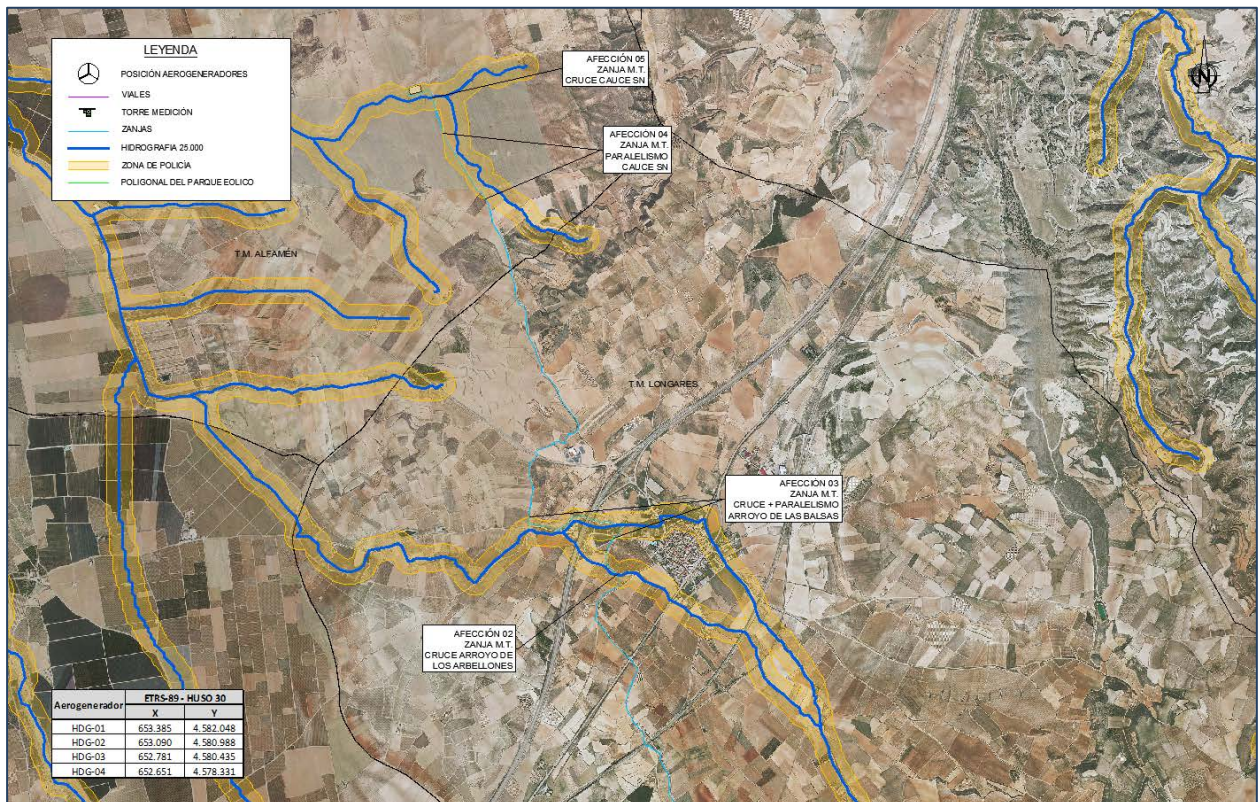 LEYENDA
POSICIÓN AEROGENERADORES
VIALES
TORRE MEDICIÓN
ZANJAS
HIDROGRAFIA 25.000
ZONA DE POLICÍA
POLIGONAL DEL PARQUE EOLICO
AFECCIÓN 05
ZANJA M.T.
CRUCE CAUCE SN
N
AFECCIÓN 04
ZANJA M.T.
PARALELISMO
CAUCE SN
T.M. ALFAMÉN
T.M. LONGARES
AFECCIÓN 03
ZANJA M.T.
CRUCE + PARALELISMO
ARROYO DE LAS BALSAS
AFECCIÓN 02
ZANJA M.T.
CRUCE ARROYO DE
LOS ARBELLONES
Aerogenerador ETRS-89 - HUSO 30
X Y
HDG-01 653.385 4.582.048
HDG-02 653.090 4.580.988
HDG-03 652.781 4.580.435
HDG-04 652.651 4.578.331